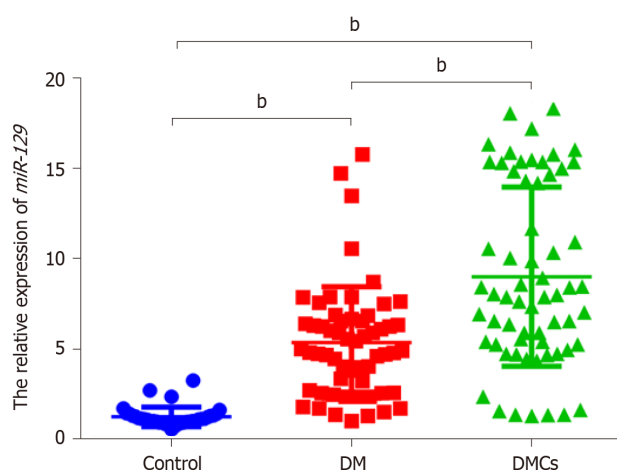 b
b
b
20
15
10
5
0
The relative expression of miR-129
Control DM DMCs